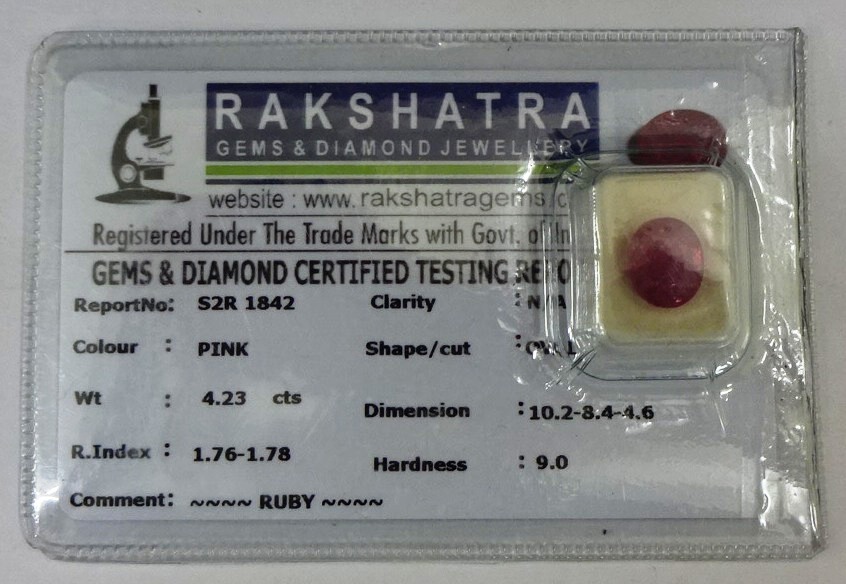 RAKSHATRA
GEMS & DIAMOND JEWELLERY
website : www.rakshatragems.c
Registered Under The Trade Marks with Govt. of In
GEMS & DIAMOND CERTIFIED TESTING REPO
ReportNo: S2R 1842 Clarity : N/A
Colour : PINK Shape/cut :
Wt : 4.23 cts Dimension : 10.2-8.4-4.6
R.Index : 1.76-1.78 Hardness : 9.0
Comment: ~~~~ RUBY ~~~~